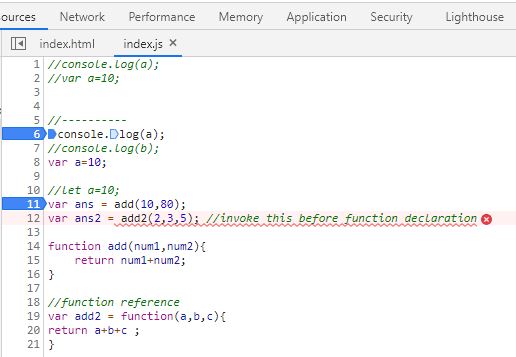 ources Network Performance Memory Application Security Lighthouse
index.html index.js ✕
1 //console.log(a);
2 //var a=10;
3
4
5 //----------
6 console.log(a);
7 //console.log(b);
8 var a=10;
9
10 //let a=10;
11 var ans = add(10,80);
12 var ans2 = add2(2,3,5); //invoke this before function declaration
13
14 function add(num1,num2){
15 return num1+num2;
16 }
17
18 //function reference
19 var add2 = function(a,b,c){
20 return a+b+c ;
21 }